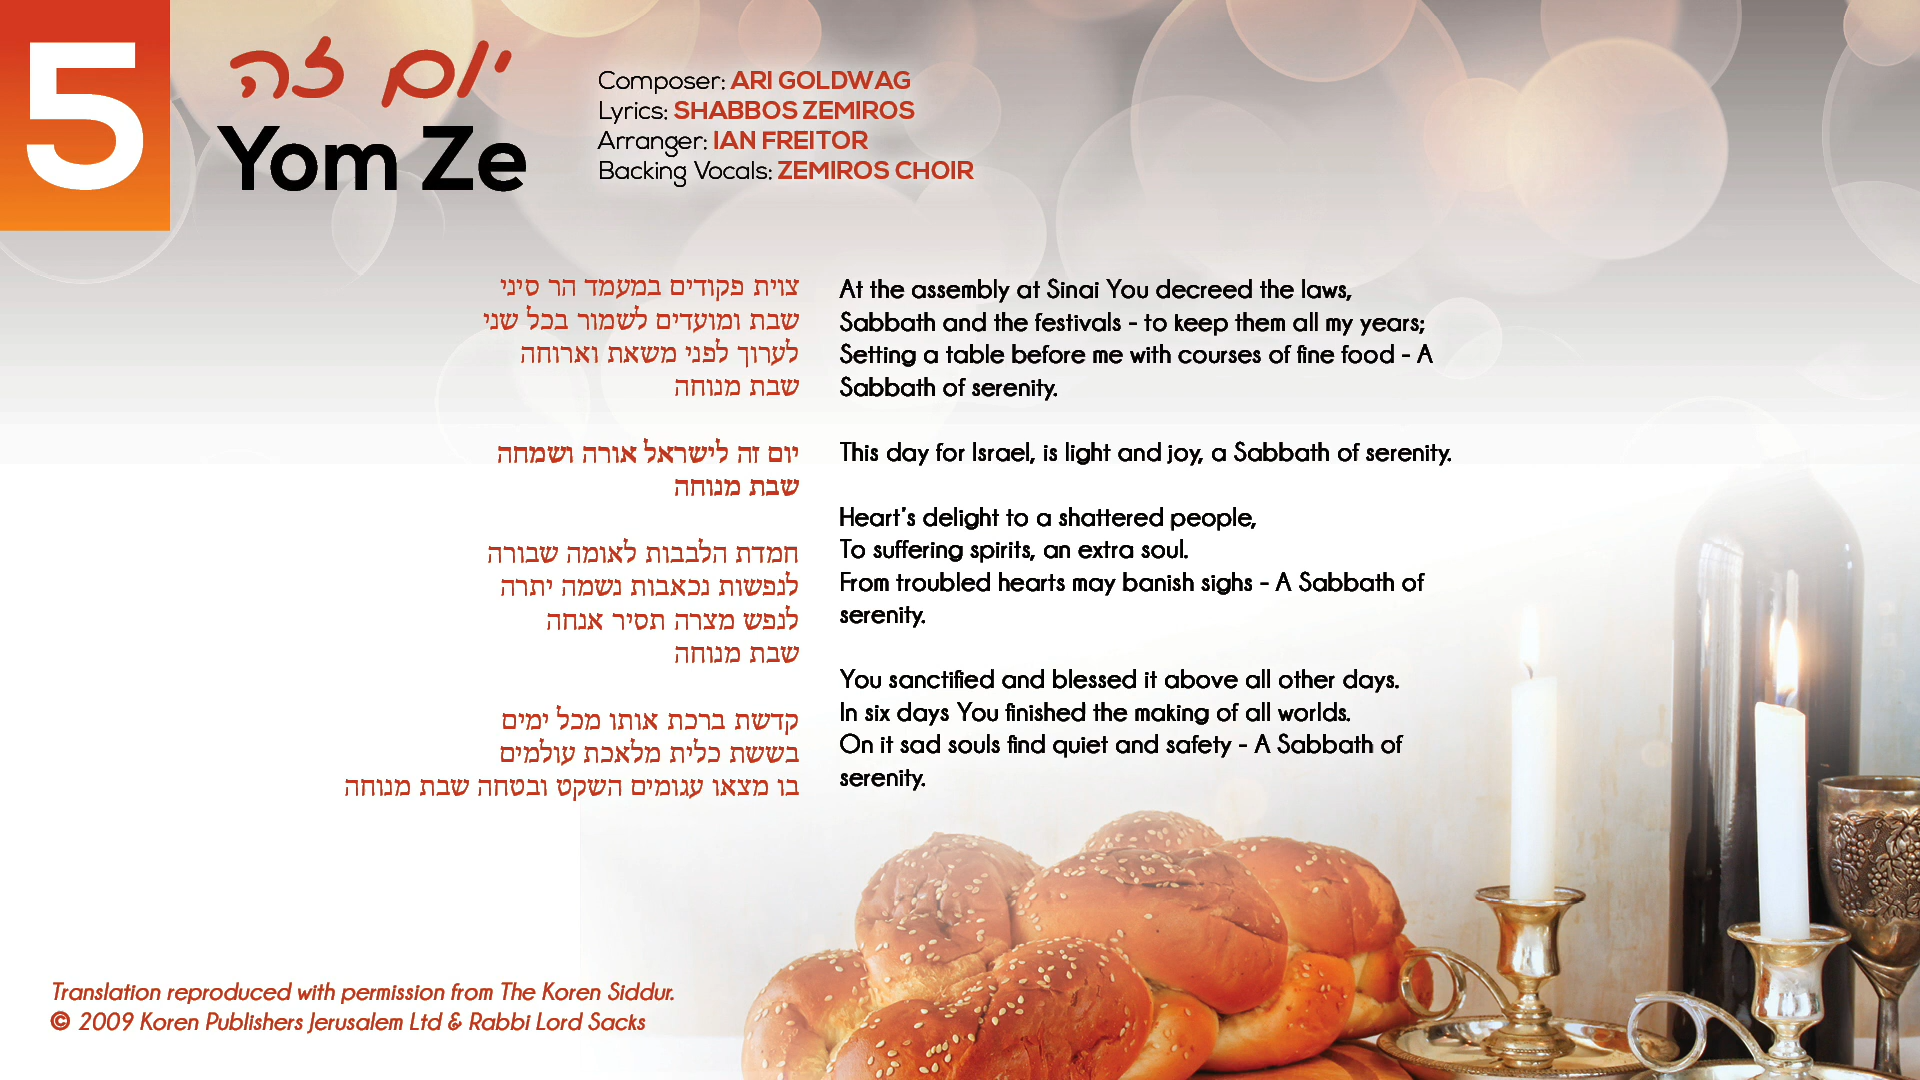 5
יום זה
Yom Ze
Composer: ARI GOLDWAG
Lyrics: SHABBOS ZEMIROS
Arranger: IAN FREITOR
Backing Vocals: ZEMIROS CHOIR
צוית פקודים במעמד הר סיני
שבת ומועדים לשמור בכל שני
לערוך לפני משאת וארוחה
שבת מנוחה
יום זה לישראל אורה ושמחה
שבת מנוחה
חמדת הלבבות לאומה שבורה
לנפשות נכאבות נשמה יתרה
לנפש מצרה תסיר אנחה
שבת מנוחה
קדשת ברכת אותו מכל ימים
בששת כלית מלאכת עולמים
בו מצאו עגומים השקט ובטחה שבת מנוחה
At the assembly at Sinai You decreed the laws,
Sabbath and the festivals - to keep them all my years;
Setting a table before me with courses of fine food - A
Sabbath of serenity.
This day for Israel, is light and joy, a Sabbath of serenity.
Heart's delight to a shattered people,
To suffering spirits, an extra soul.
From troubled hearts may banish sighs - A Sabbath of
serenity.
You sanctified and blessed it above all other days.
In six days You finished the making of all worlds.
On it sad souls find quiet and safety - A Sabbath of
serenity.
Translation reproduced with permission from The Koren Siddur.
© 2009 Koren Publishers Jerusalem Ltd & Rabbi Lord Sacks